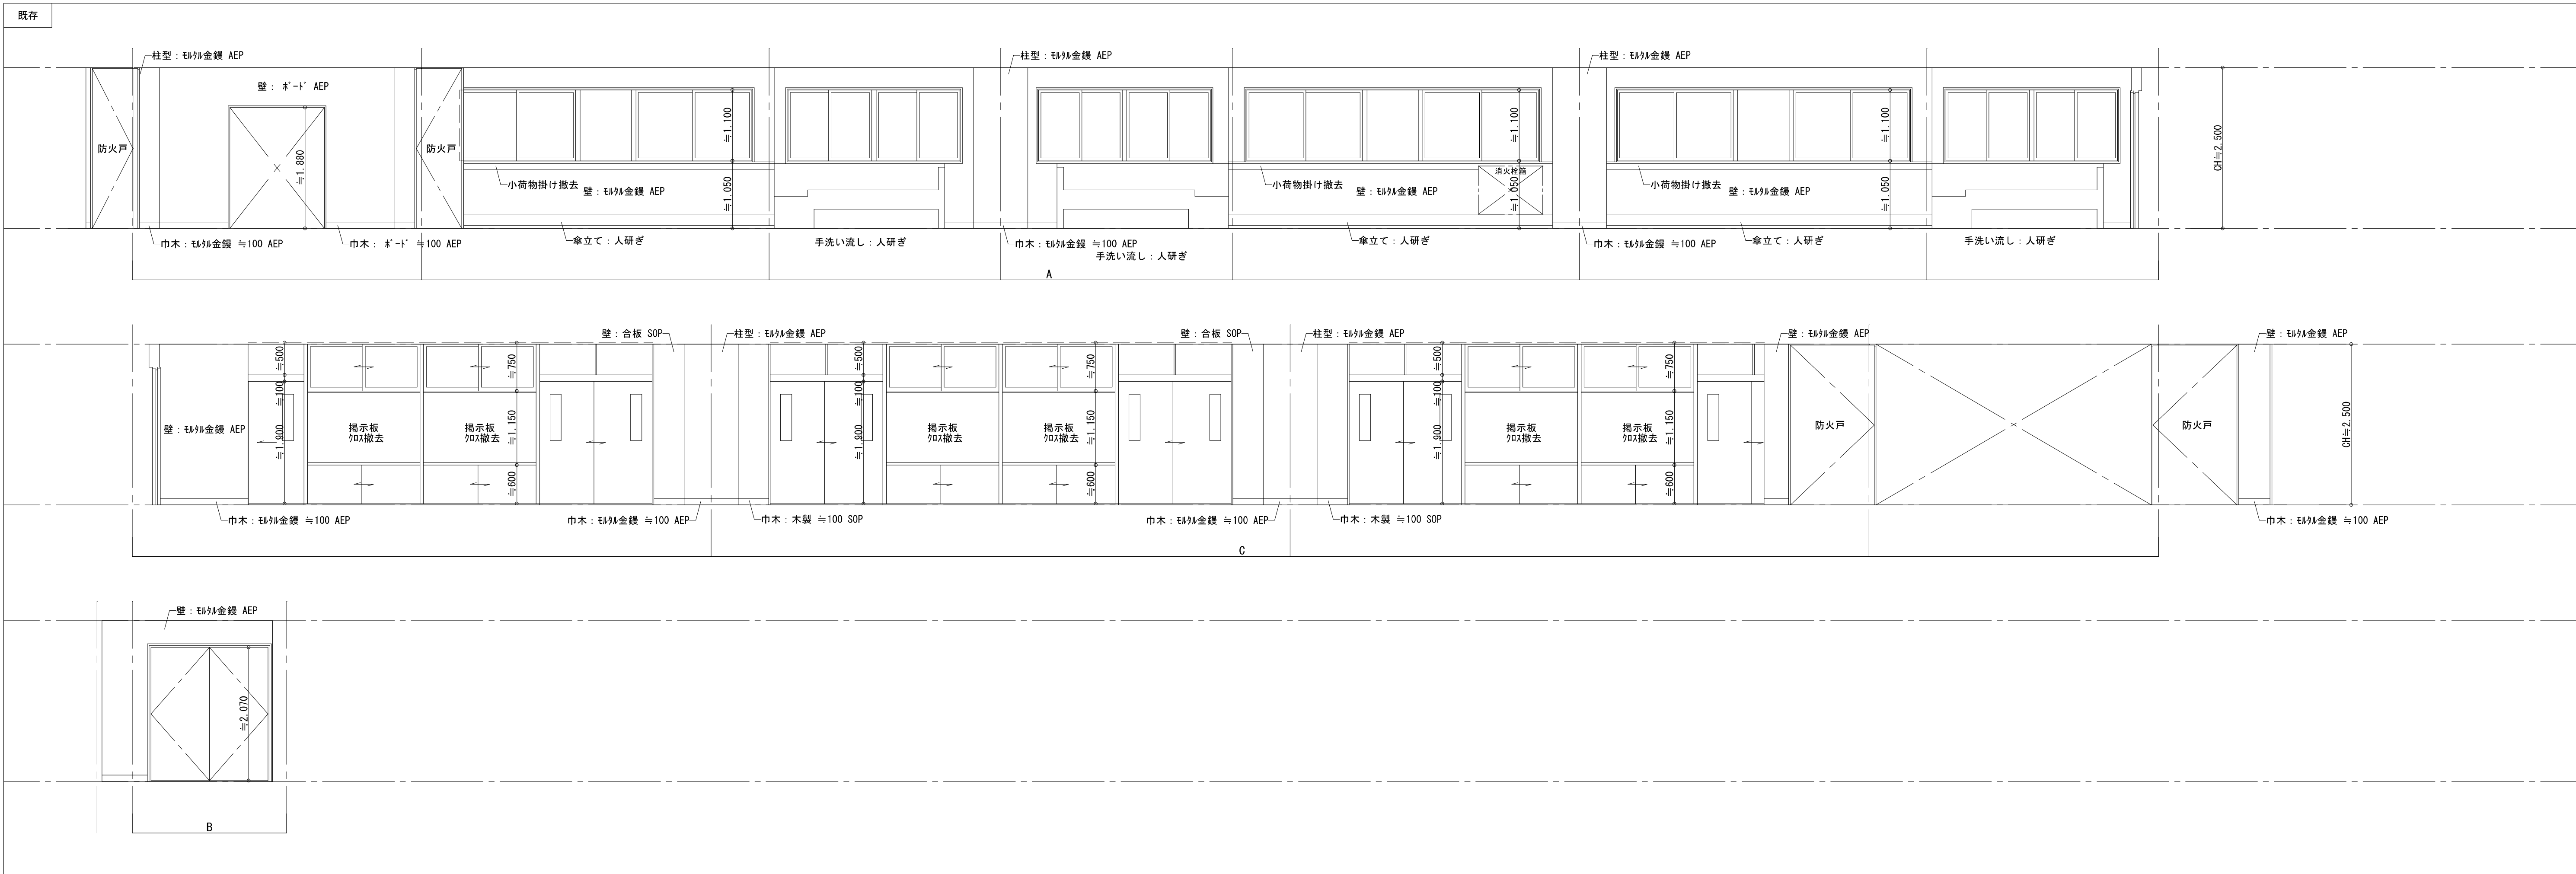 既存
柱型：ﾓﾙﾀﾙ金鏝 AEP
柱型：ﾓﾙﾀﾙ金鏝 AEP
柱型：ﾓﾙﾀﾙ金鏝 AEP
壁： ﾎﾞｰﾄﾞ AEP
防火戸
≒1,880
防火戸
小荷物掛け撤去
壁：ﾓﾙﾀﾙ金鏝 AEP
≒1,100
≒1,050
小荷物掛け撤去
壁：ﾓﾙﾀﾙ金鏝 AEP
消火栓箱
≒1,100
≒1,050
小荷物掛け撤去
壁：ﾓﾙﾀﾙ金鏝 AEP
≒1,100
≒1,050
CH≒2,500
巾木：ﾓﾙﾀﾙ金鏝 ≒100 AEP
巾木： ﾎﾞｰﾄﾞ ≒100 AEP
傘立て：人研ぎ
手洗い流し：人研ぎ
巾木：ﾓﾙﾀﾙ金鏝 ≒100 AEP
手洗い流し：人研ぎ
傘立て：人研ぎ
巾木：ﾓﾙﾀﾙ金鏝 ≒100 AEP
傘立て：人研ぎ
手洗い流し：人研ぎ
A
壁：合板 SOP
柱型：ﾓﾙﾀﾙ金鏝 AEP
壁：合板 SOP
柱型：ﾓﾙﾀﾙ金鏝 AEP
壁：ﾓﾙﾀﾙ金鏝 AEP
壁：ﾓﾙﾀﾙ金鏝 AEP
壁：ﾓﾙﾀﾙ金鏝 AEP
≒500
≒100
≒1,900
掲示板
ｸﾛｽ撤去
掲示板
ｸﾛｽ撤去
≒750
≒1,150
≒600
≒500
≒100
≒1,900
掲示板
ｸﾛｽ撤去
掲示板
ｸﾛｽ撤去
≒750
≒1,150
≒600
≒500
≒100
≒1,900
掲示板
ｸﾛｽ撤去
掲示板
ｸﾛｽ撤去
≒750
≒1,150
≒600
防火戸
防火戸
CH≒2,500
巾木：ﾓﾙﾀﾙ金鏝 ≒100 AEP
巾木：ﾓﾙﾀﾙ金鏝 ≒100 AEP
巾木：木製 ≒100 SOP
巾木：ﾓﾙﾀﾙ金鏝 ≒100 AEP
巾木：木製 ≒100 SOP
巾木：ﾓﾙﾀﾙ金鏝 ≒100 AEP
C
壁：ﾓﾙﾀﾙ金鏝 AEP
≒2,070
B